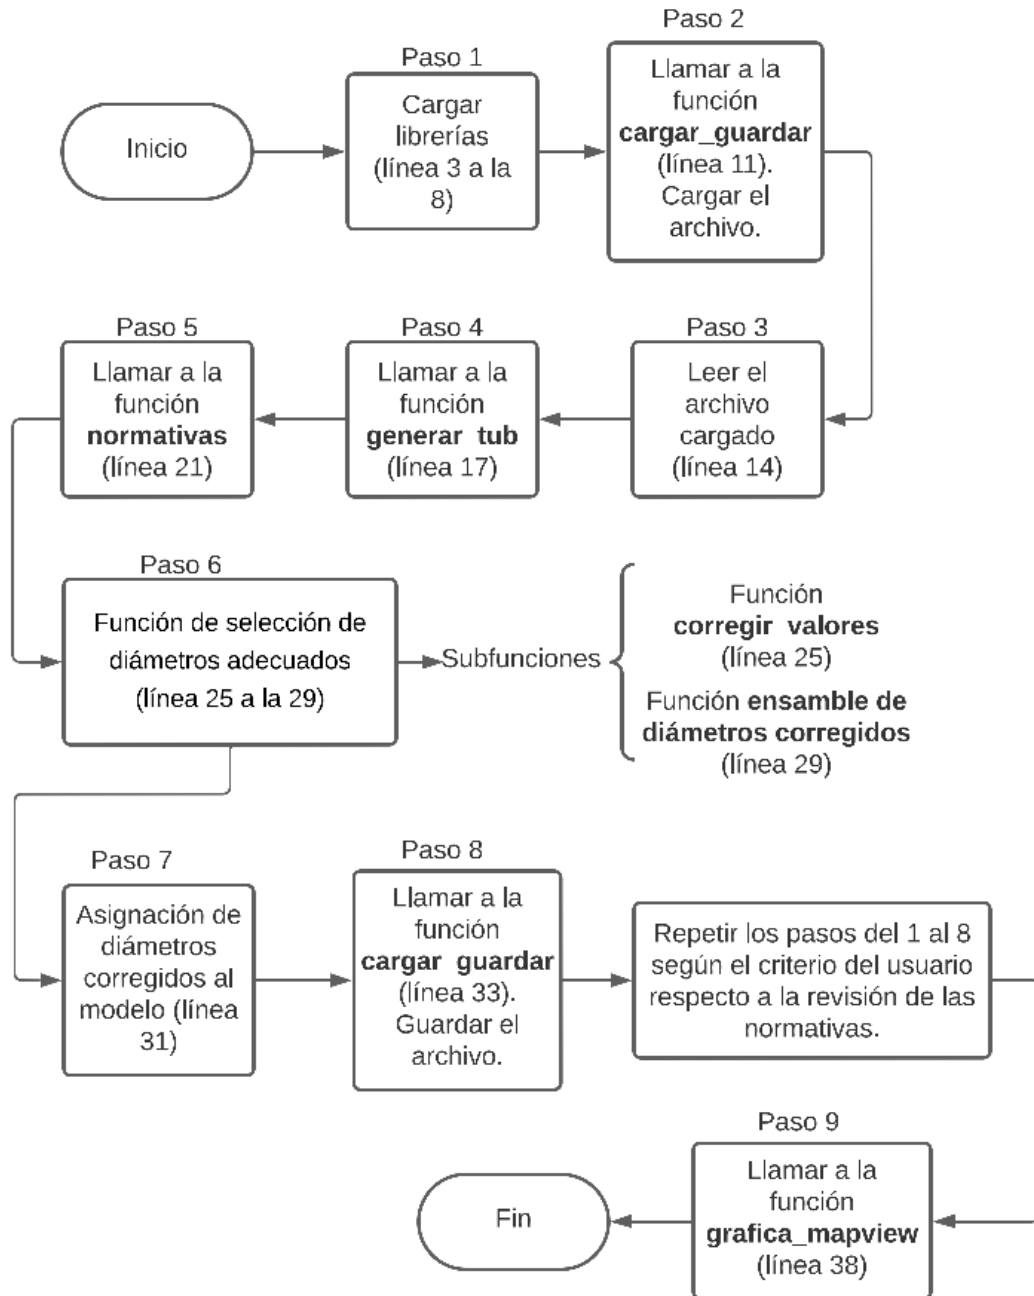 Inicio
Paso 1
Cargar
librerías
(línea 3 a la
8)
Paso 2
Llamar a la
función
cargar_guardar
(línea 11).
Cargar el
archivo.
Paso 3
Leer el
archivo
cargado
(línea 14)
Paso 4
Llamar a la
función
generar_tub
(línea 17)
Paso 5
Llamar a la
función
normativas
(línea 21)
Paso 6
Función de selección de
diámetros adecuados
(línea 25 a la 29)
Subfunciones
Función
corregir_valores
(línea 25)
Función ensamble de
diámetros corregidos
(línea 29)
Paso 7
Asignación de
diámetros
corregidos al
modelo (línea
31)
Paso 8
Llamar a la
función
cargar_guardar
(línea 33).
Guardar el
archivo.
Repetir los pasos del 1 al 8
según el criterio del usuario
respecto a la revisión de las
normativas.
Paso 9
Llamar a la
función
grafica_mapview
(línea 38)
Fin